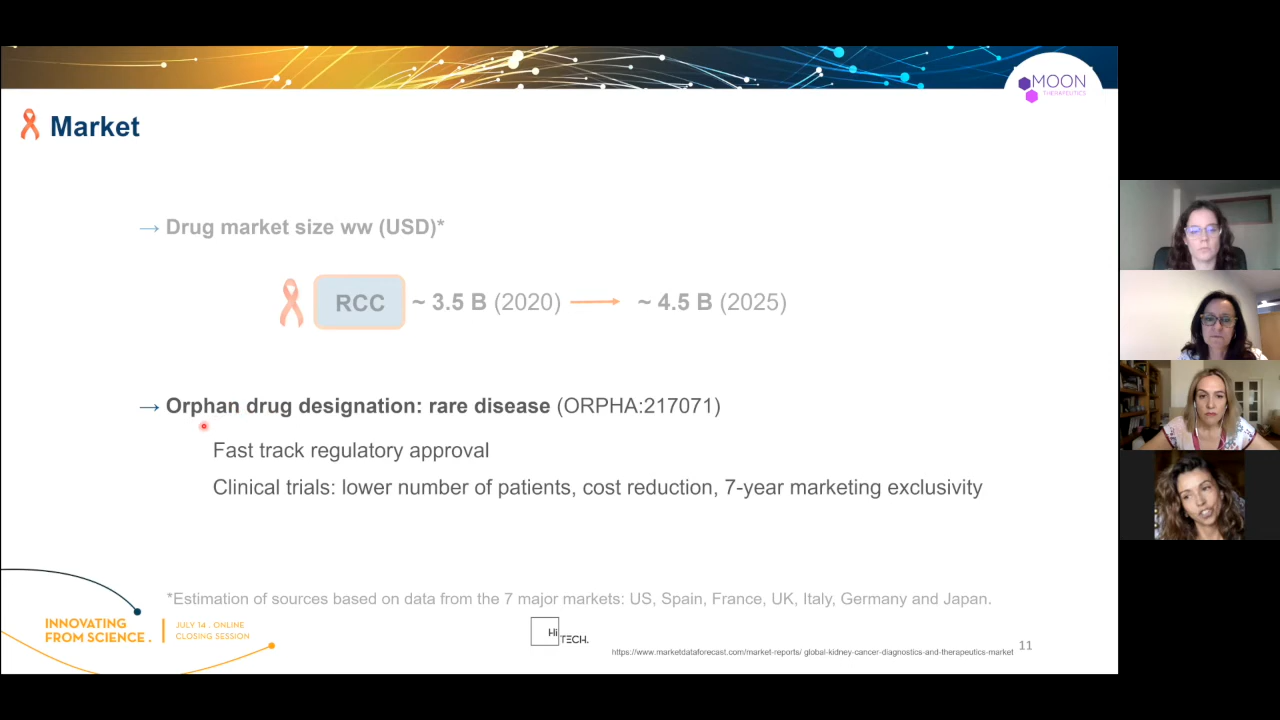 MOON
THERAPEUTICS
Market
→ Drug market size ww (USD)*
RCC ~ 3.5 B (2020) → ~ 4.5 B (2025)
→ Orphan drug designation: rare disease (ORPHA:217071)
Fast track regulatory approval
Clinical trials: lower number of patients, cost reduction, 7-year marketing exclusivity
*Estimation of sources based on data from the 7 major markets: US, Spain, France, UK, Italy, Germany and Japan.
INNOVATING
FROM SCIENCE .
JULY 14 . ONLINE
CLOSING SESSION
Hi
TECH.
https://www.marketdataforecast.com/market-reports/ global-kidney-cancer-diagnostics-and-therapeutics-market
11